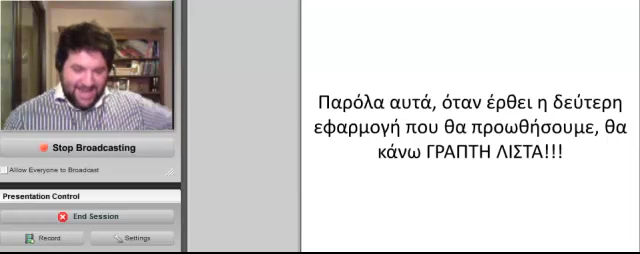 Stop Broadcasting
Allow Everyone to Broadcast
Presentation Control
End Session
Record
Settings
Παρόλα αυτά, όταν έρθει η δεύτερη
εφαρμογή που θα προωθήσουμε, θα
κάνω ΓΡΑΠΤΗ ΛΙΣΤΑ!!!